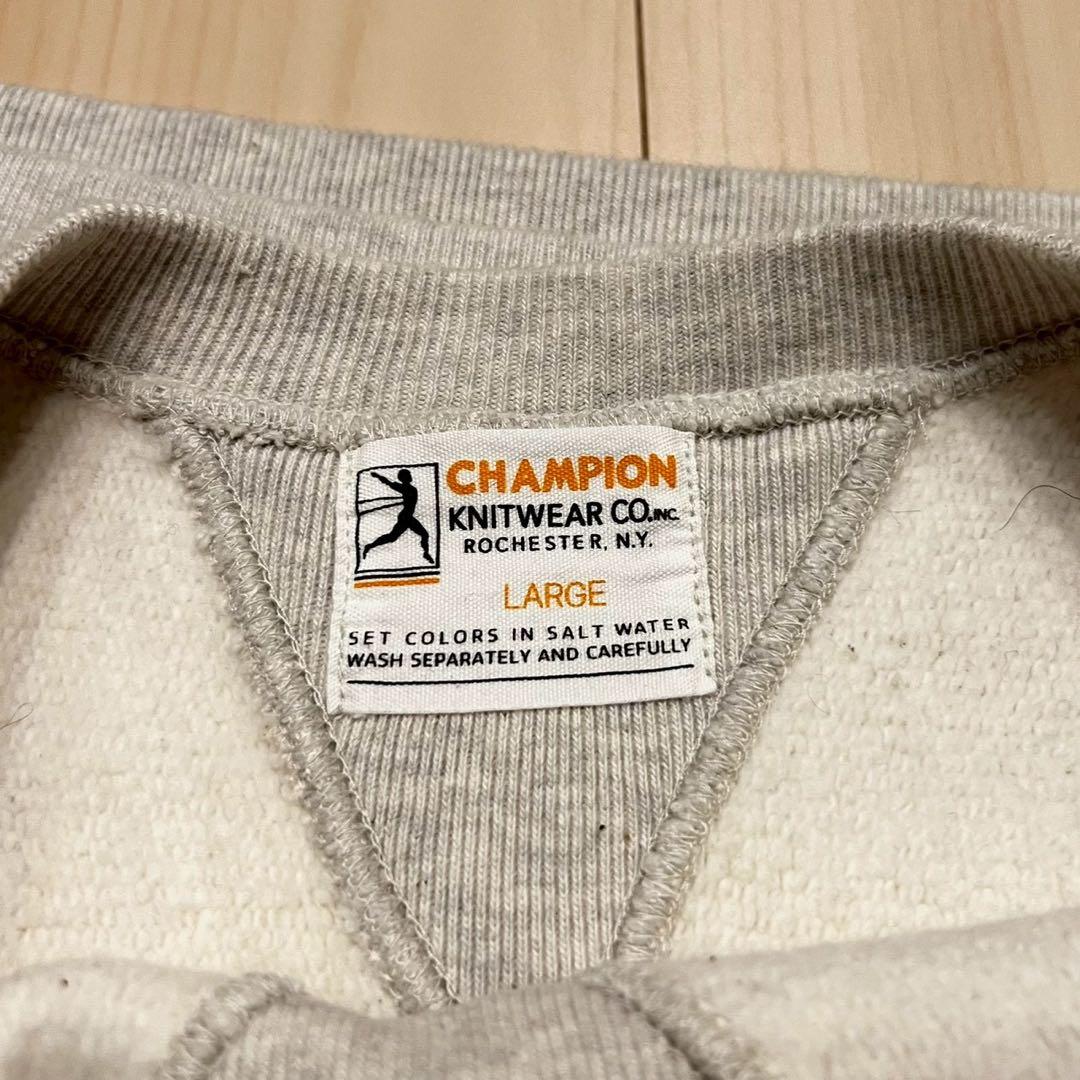 CHAMPION
KNITWEAR CO.INC.
ROCHESTER, N.Y.
LARGE
SET COLORS IN SALT WATER
WASH SEPARATELY AND CAREFULLY